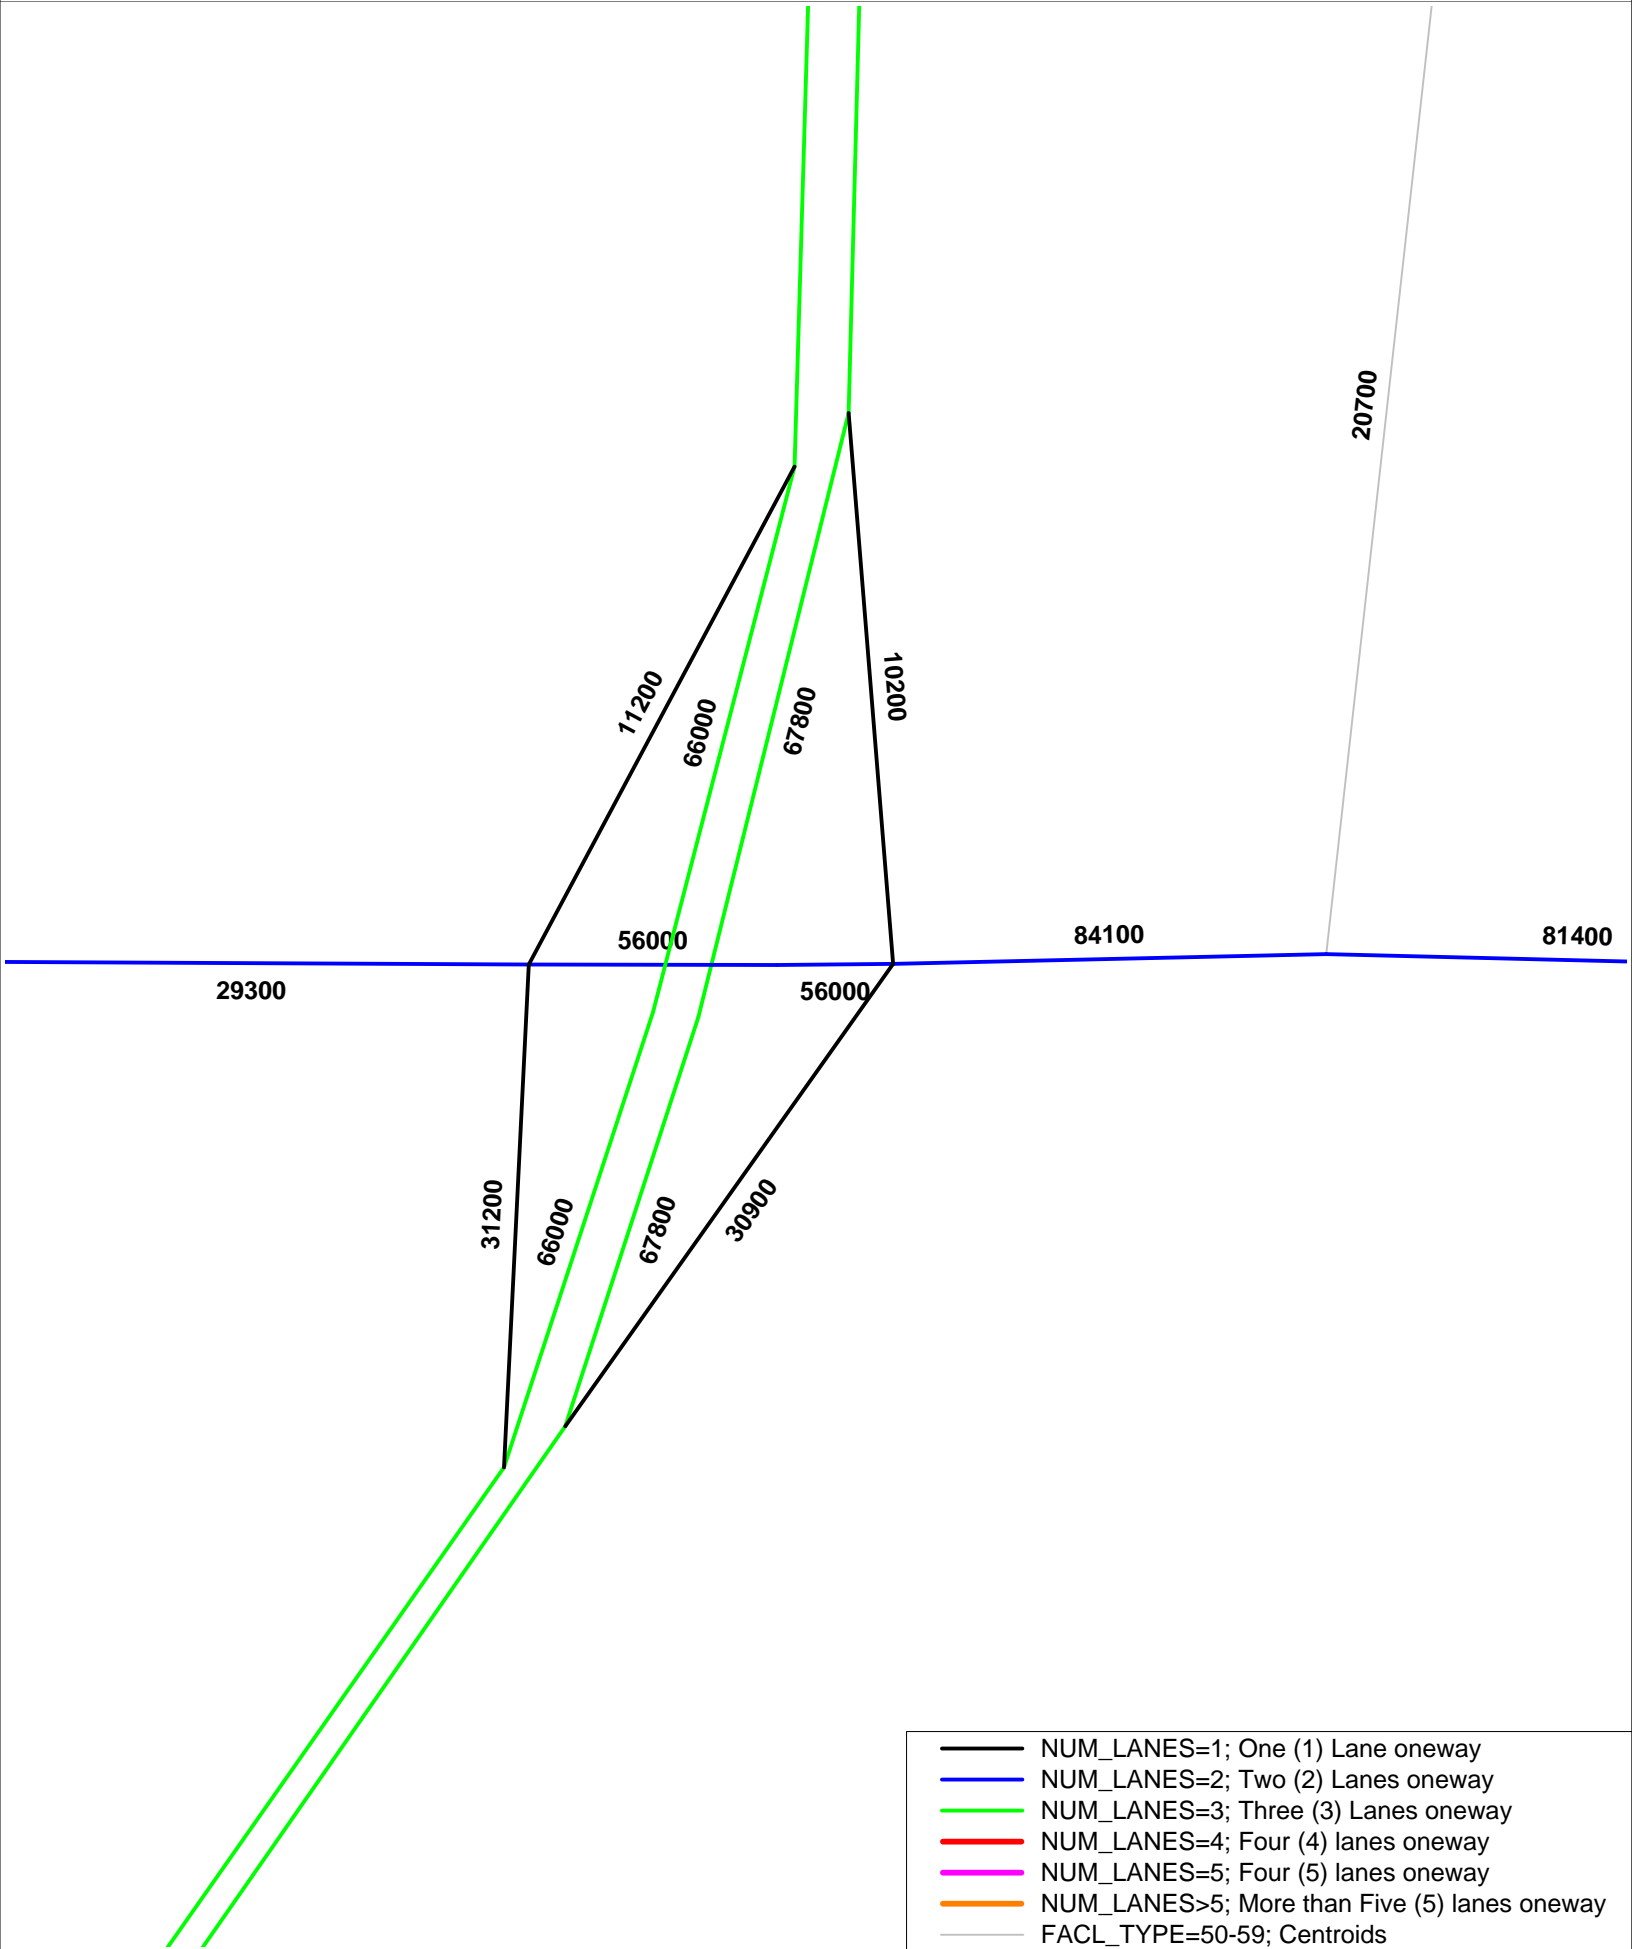 20700
11200
66000
67800
10200
56000
84100
81400
29300
56000
31200
66000
67800
30900
NUM_LANES=1; One (1) Lane oneway
NUM_LANES=2; Two (2) Lanes oneway
NUM_LANES=3; Three (3) Lanes oneway
NUM_LANES=4; Four (4) lanes oneway
NUM_LANES=5; Four (5) lanes oneway
NUM_LANES>5; More than Five (5) lanes oneway
FACL_TYPE=50-59; Centroids